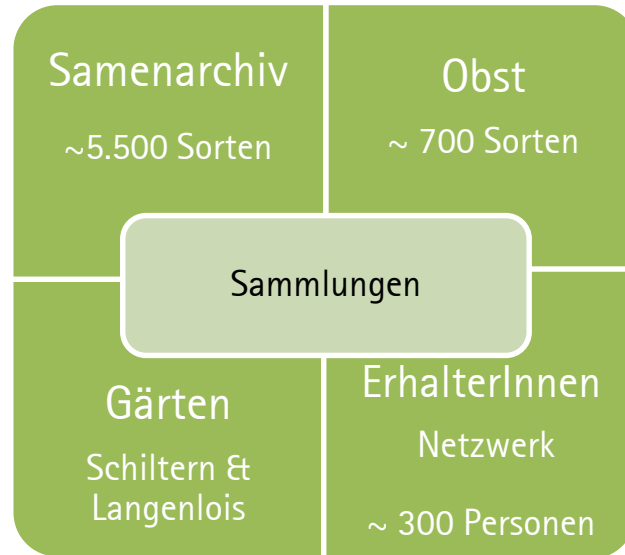 Samenarchiv
~5.500 Sorten
Obst
~ 700 Sorten
Sammlungen
Gärten
Schiltern &
Langenlois
ErhalterInnen
Netzwerk
~ 300 Personen